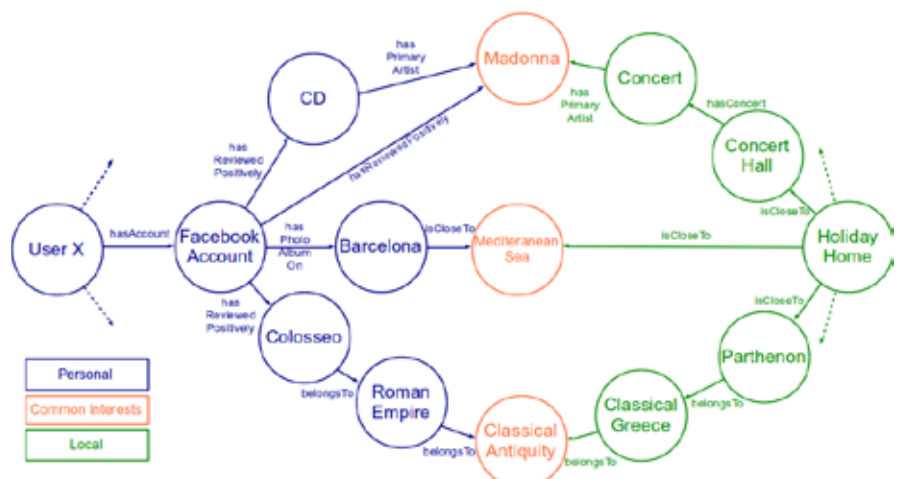 has
Primary
Artist
Madonna
Concert
CD
has
Primary
Artist
hasConcert
Concert
Hall
has
Reviewed
Positively
hasReviewedPositively
isCloseTo
User X
hasAccount
Facebook
Account
has
Photo
Album
On
Barcelona
isCloseTo
Mediteranean
Sea
isCloseTo
Holiday
Home
has
Reviewed
Positively
Colosseo
isCloseTo
Parthenon
Personal
belongsTo
Roman
Empire
belongsTo
Classical
Greece
Common Interests
Classical
Antiquity
Local
belongsTo
belongsTo